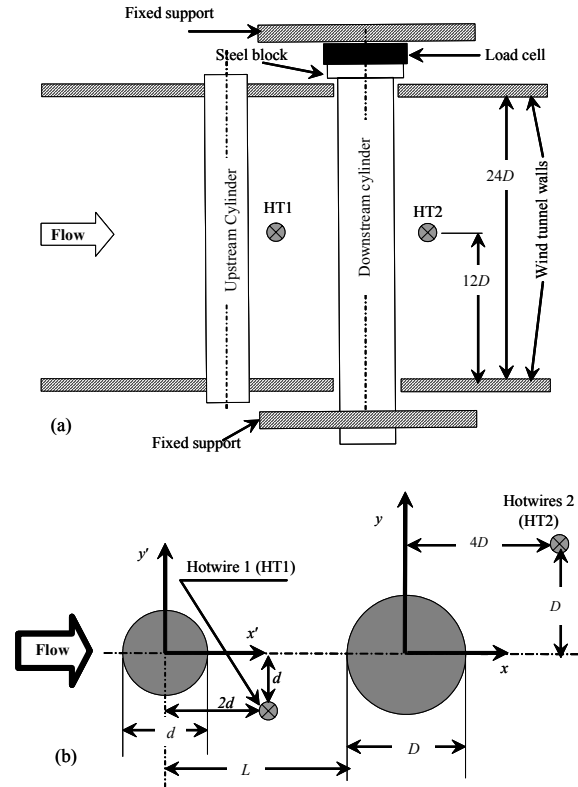 Fixed support
Steel block
Load cell
Upstream Cylinder
Downstream cylinder
HT1
HT2
24D
Wind tunnel walls
Flow
12D
(a)
Fixed support
y
Hotwires 2
(HT2)
y'
4D
Hotwire 1 (HT1)
D
x'
Flow
x
d
2d
d
D
L
(b)